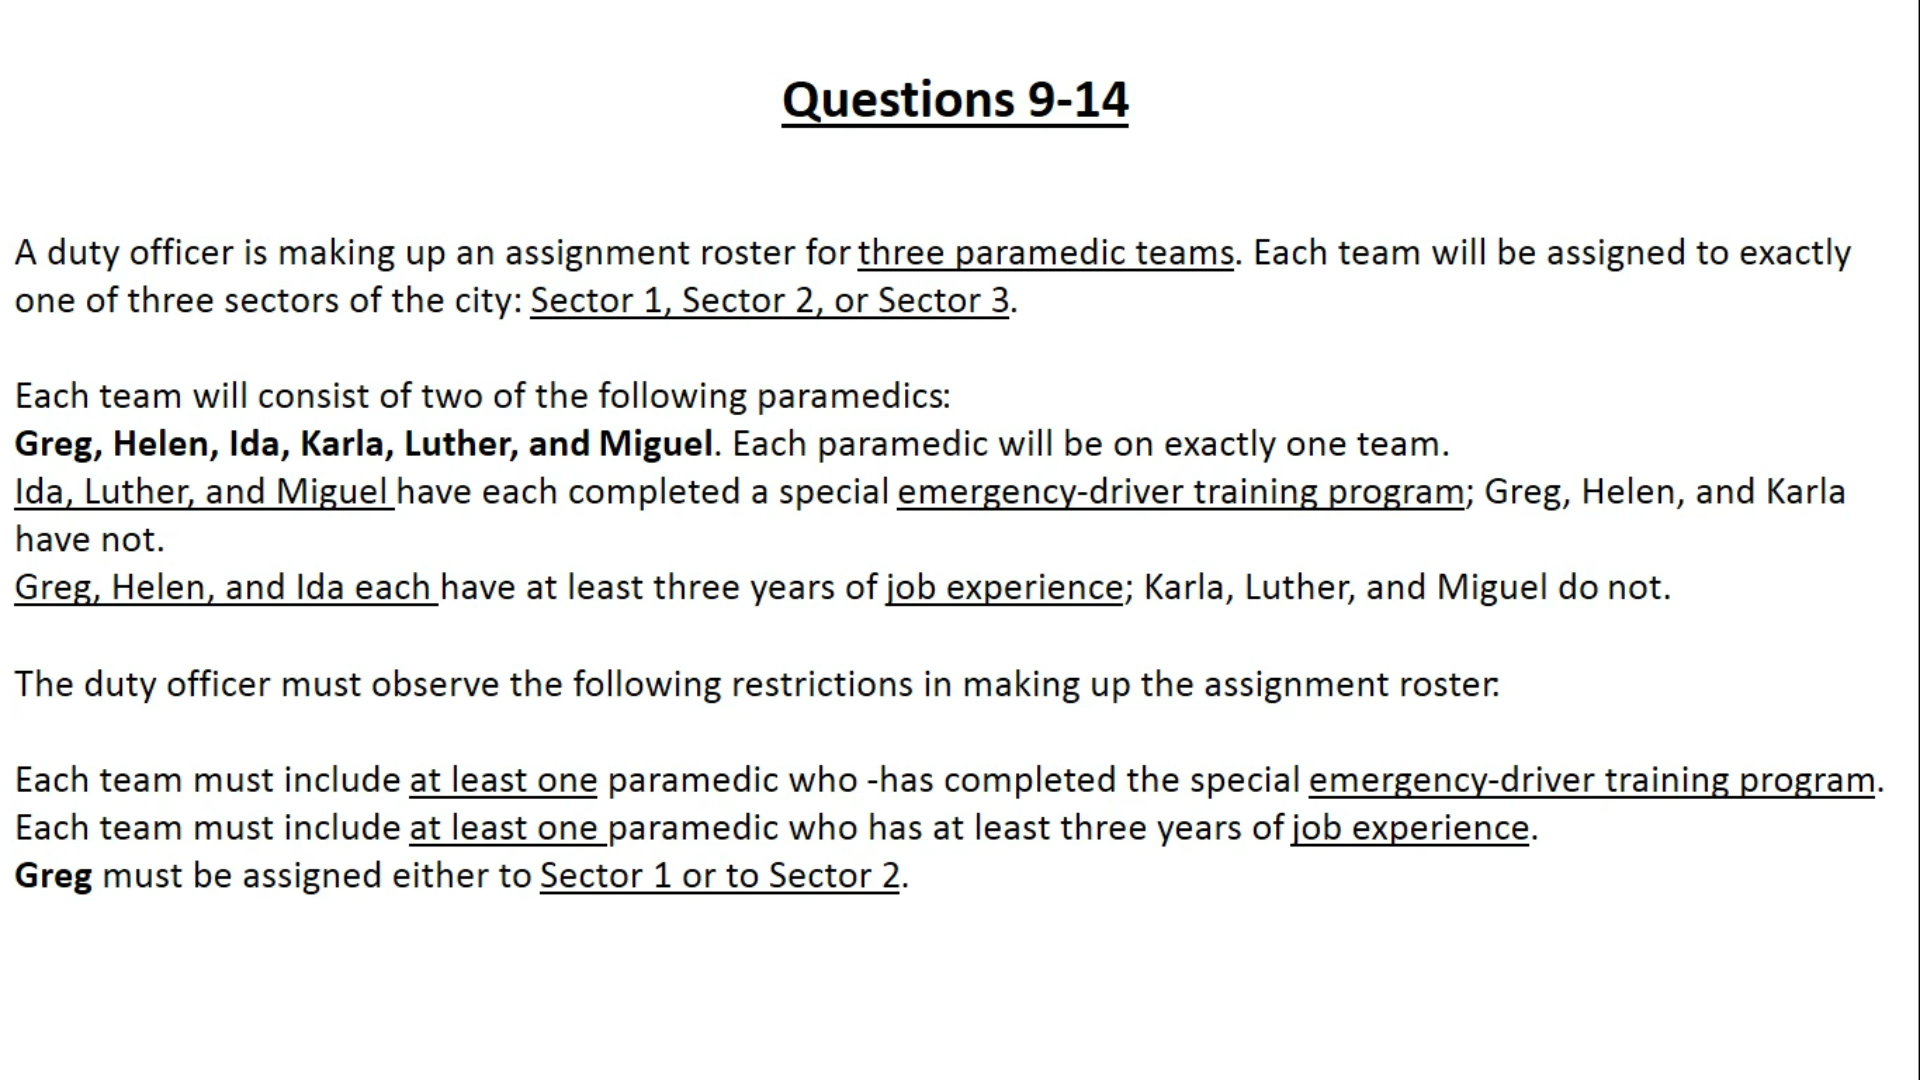 Questions 9-14
A duty officer is making up an assignment roster for three paramedic teams. Each team will be assigned to exactly
one of three sectors of the city: Sector 1, Sector 2, or Sector 3.
Each team will consist of two of the following paramedics:
Greg, Helen, Ida, Karla, Luther, and Miguel. Each paramedic will be on exactly one team.
Ida, Luther, and Miguel have each completed a special emergency-driver training program; Greg, Helen, and Karla
have not.
Greg, Helen, and Ida each have at least three years of job experience; Karla, Luther, and Miguel do not.
The duty officer must observe the following restrictions in making up the assignment roster:
Each team must include at least one paramedic who -has completed the special emergency-driver training program.
Each team must include at least one paramedic who has at least three years of job experience.
Greg must be assigned either to Sector 1 or to Sector 2.